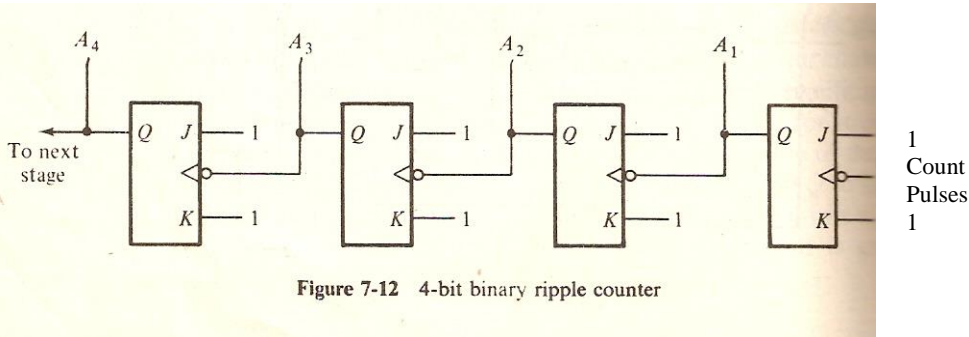 A4 A3 A2 A1
Q J 1 Q J 1 Q J 1 Q J 1
To next
stage
Count
Pulses
K 1 K 1 K 1 K 1
Figure 7-12 4-bit binary ripple counter